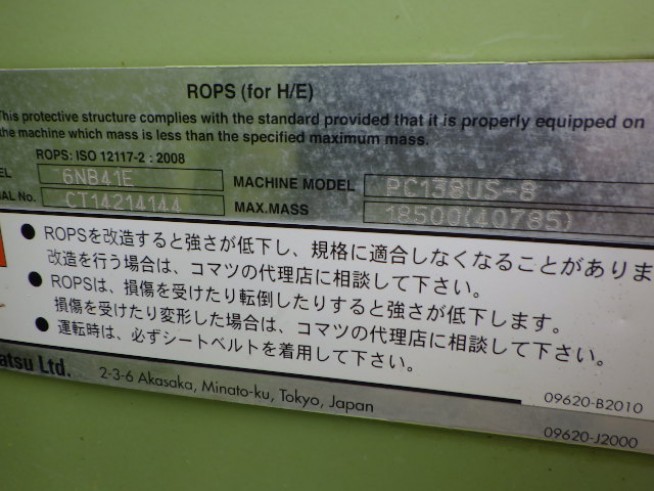 ROPS (for H/E)
This protective structure complies with the standard provided that it is properly equipped on
the machine which mass is less than the specified maximum mass.
ROPS: ISO 12117-2 : 2008
EL 6NB41E MACHINE MODEL PC138US-8
IAL No. CT14214144 MAX.MASS 18500(40785)
● ROPSを改造すると強さが低下し、規格に適合しなくなることがありま
改造を行う場合は、コマツの代理店に相談して下さい。
● ROPSは、損傷を受けたり転倒したりすると強さが低下します。
損傷を受けたり変形した場合は、コマツの代理店に相談して下さい。
● 運転時は、必ずシートベルトを着用して下さい。
atsu Ltd. 2-3-6 Akasaka, Minato-ku, Tokyo, Japan
09620-B2010
09620-J2000